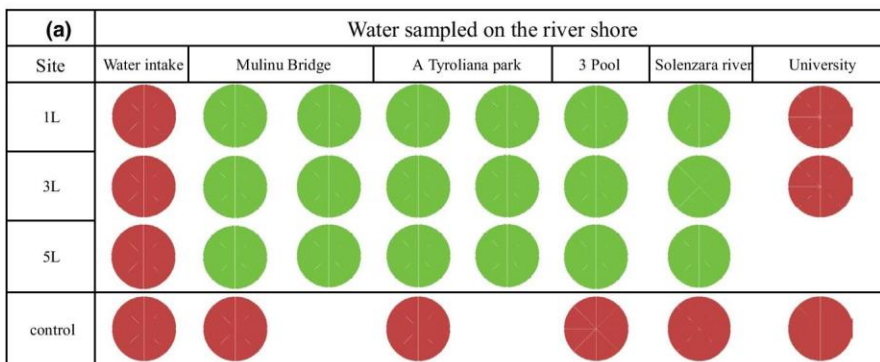 (a) Water sampled on the river shore
Site Water intake Mulinu Bridge A Tyroliana park 3 Pool Solenzara river University
1L
3L
5L
control